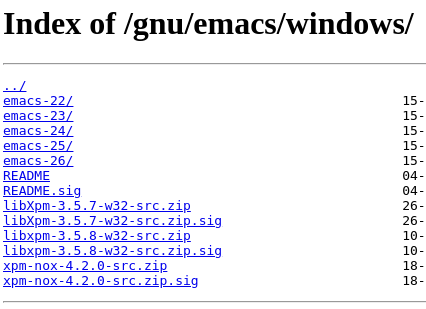 Index of /gnu/emacs/windows/
../
emacs-22/ 15-
emacs-23/ 15-
emacs-24/ 15-
emacs-25/ 15-
emacs-26/ 15-
README 04-
README.sig 04-
libXpm-3.5.7-w32-src.zip 26-
libXpm-3.5.7-w32-src.zip.sig 26-
libxpm-3.5.8-w32-src.zip 10-
libxpm-3.5.8-w32-src.zip.sig 10-
xpm-nox-4.2.0-src.zip 18-
xpm-nox-4.2.0-src.zip.sig 18-